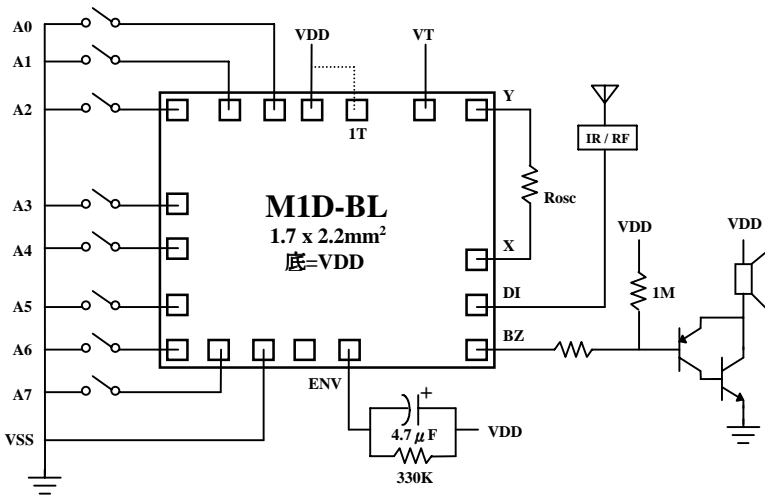 A0
A1
A2
A3
A4
A5
A6
A7
VSS
VDD
VT
1T
Y
IR / RF
Rosc
M1D-BL
1.7 x 2.2mm²
底=VDD
X
DI
BZ
ENV
VDD
1M
VDD
4.7 μ F
+
VDD
330K